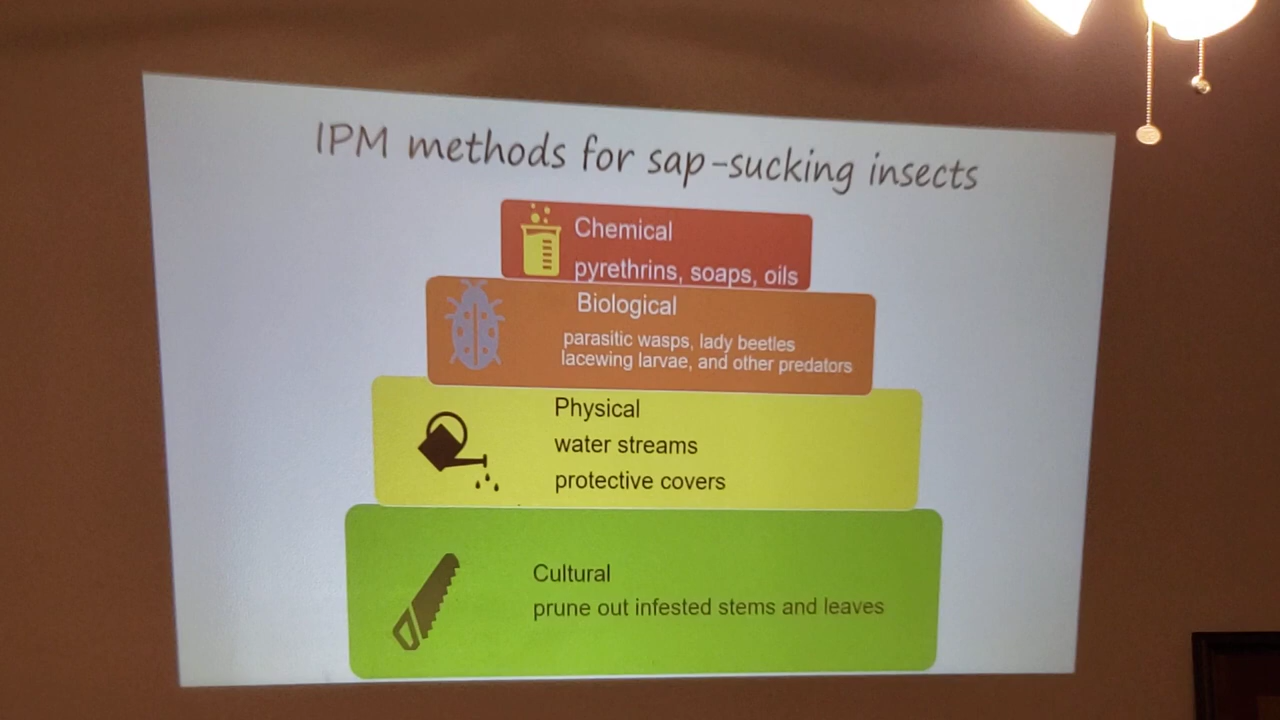 IPM methods for sap-sucking insects
Chemical
pyrethrins, soaps, oils
Biological
parasitic wasps, lady beetles
lacewing larvae, and other predators
Physical
water streams
protective covers
Cultural
prune out infested stems and leaves